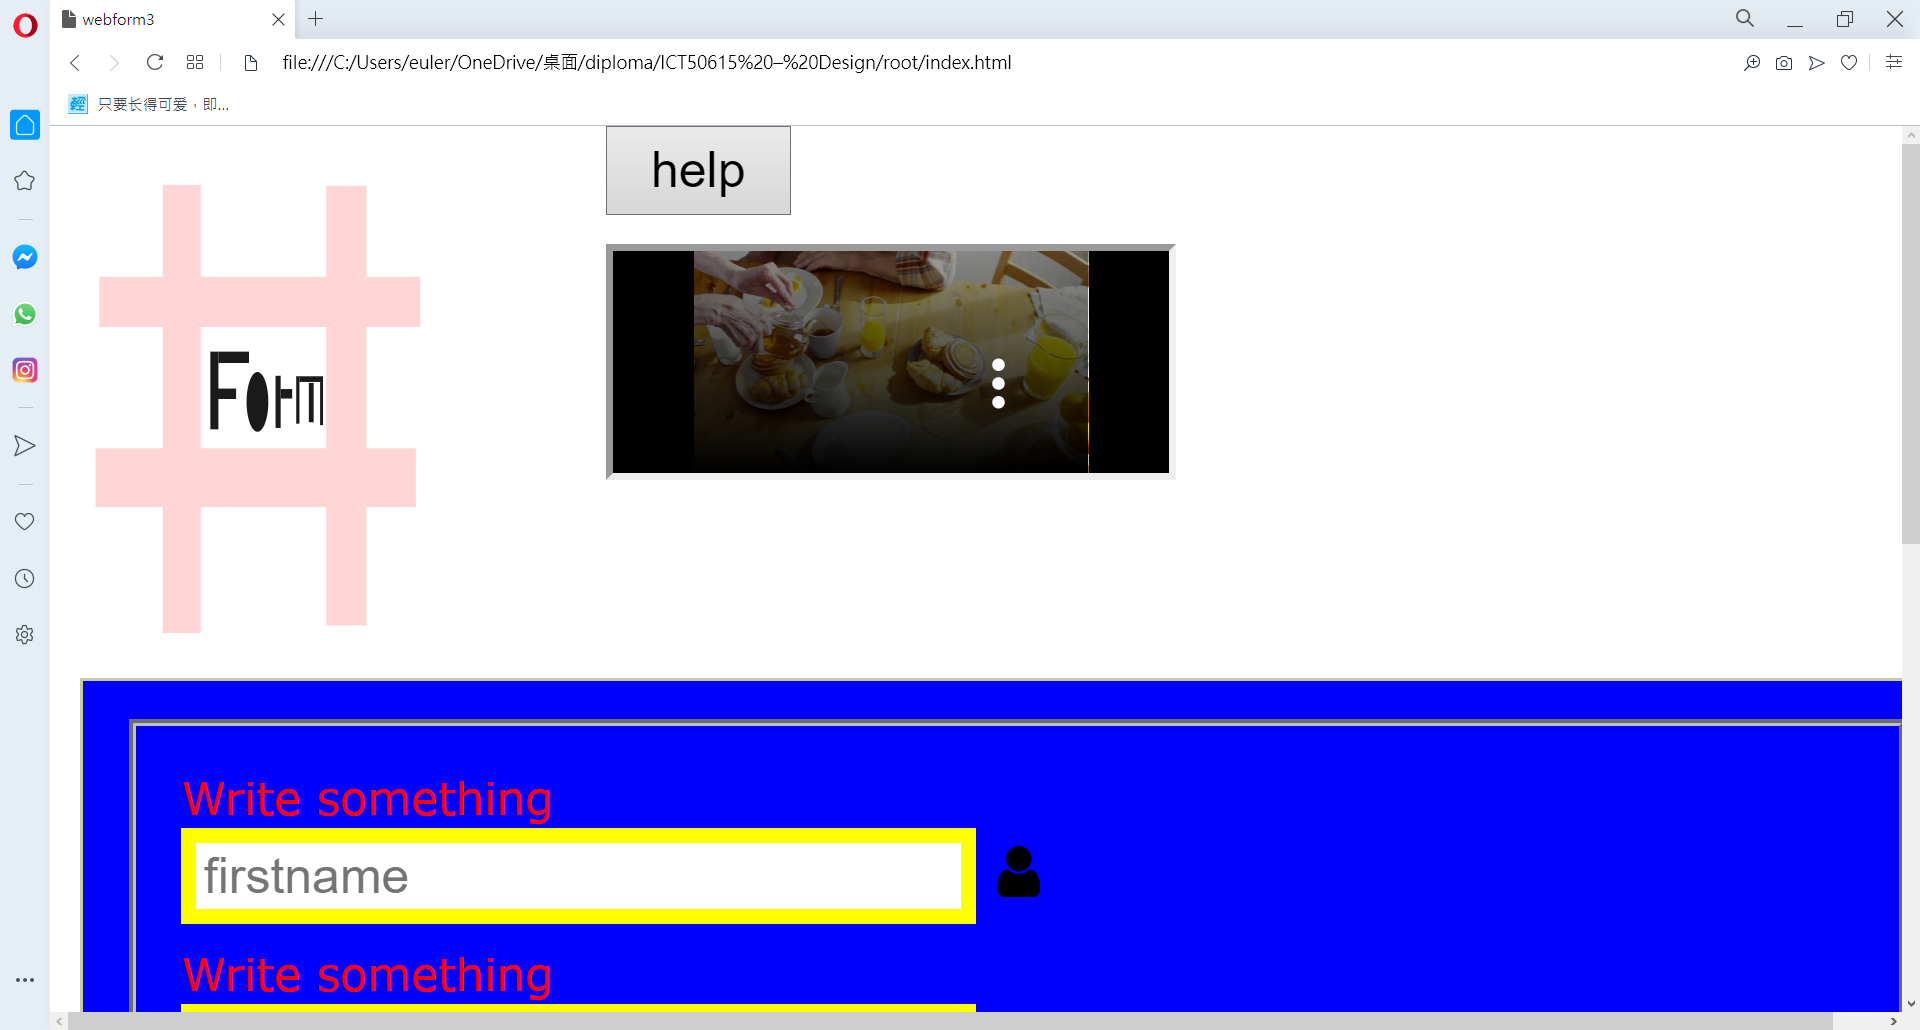 webform3
file:///C:/Users/euler/OneDrive/桌面/diploma/ICT50615%20–%20Design/root/index.html
輕 只要长得可爱，即...
help
Form
Write something
firstname
Write something